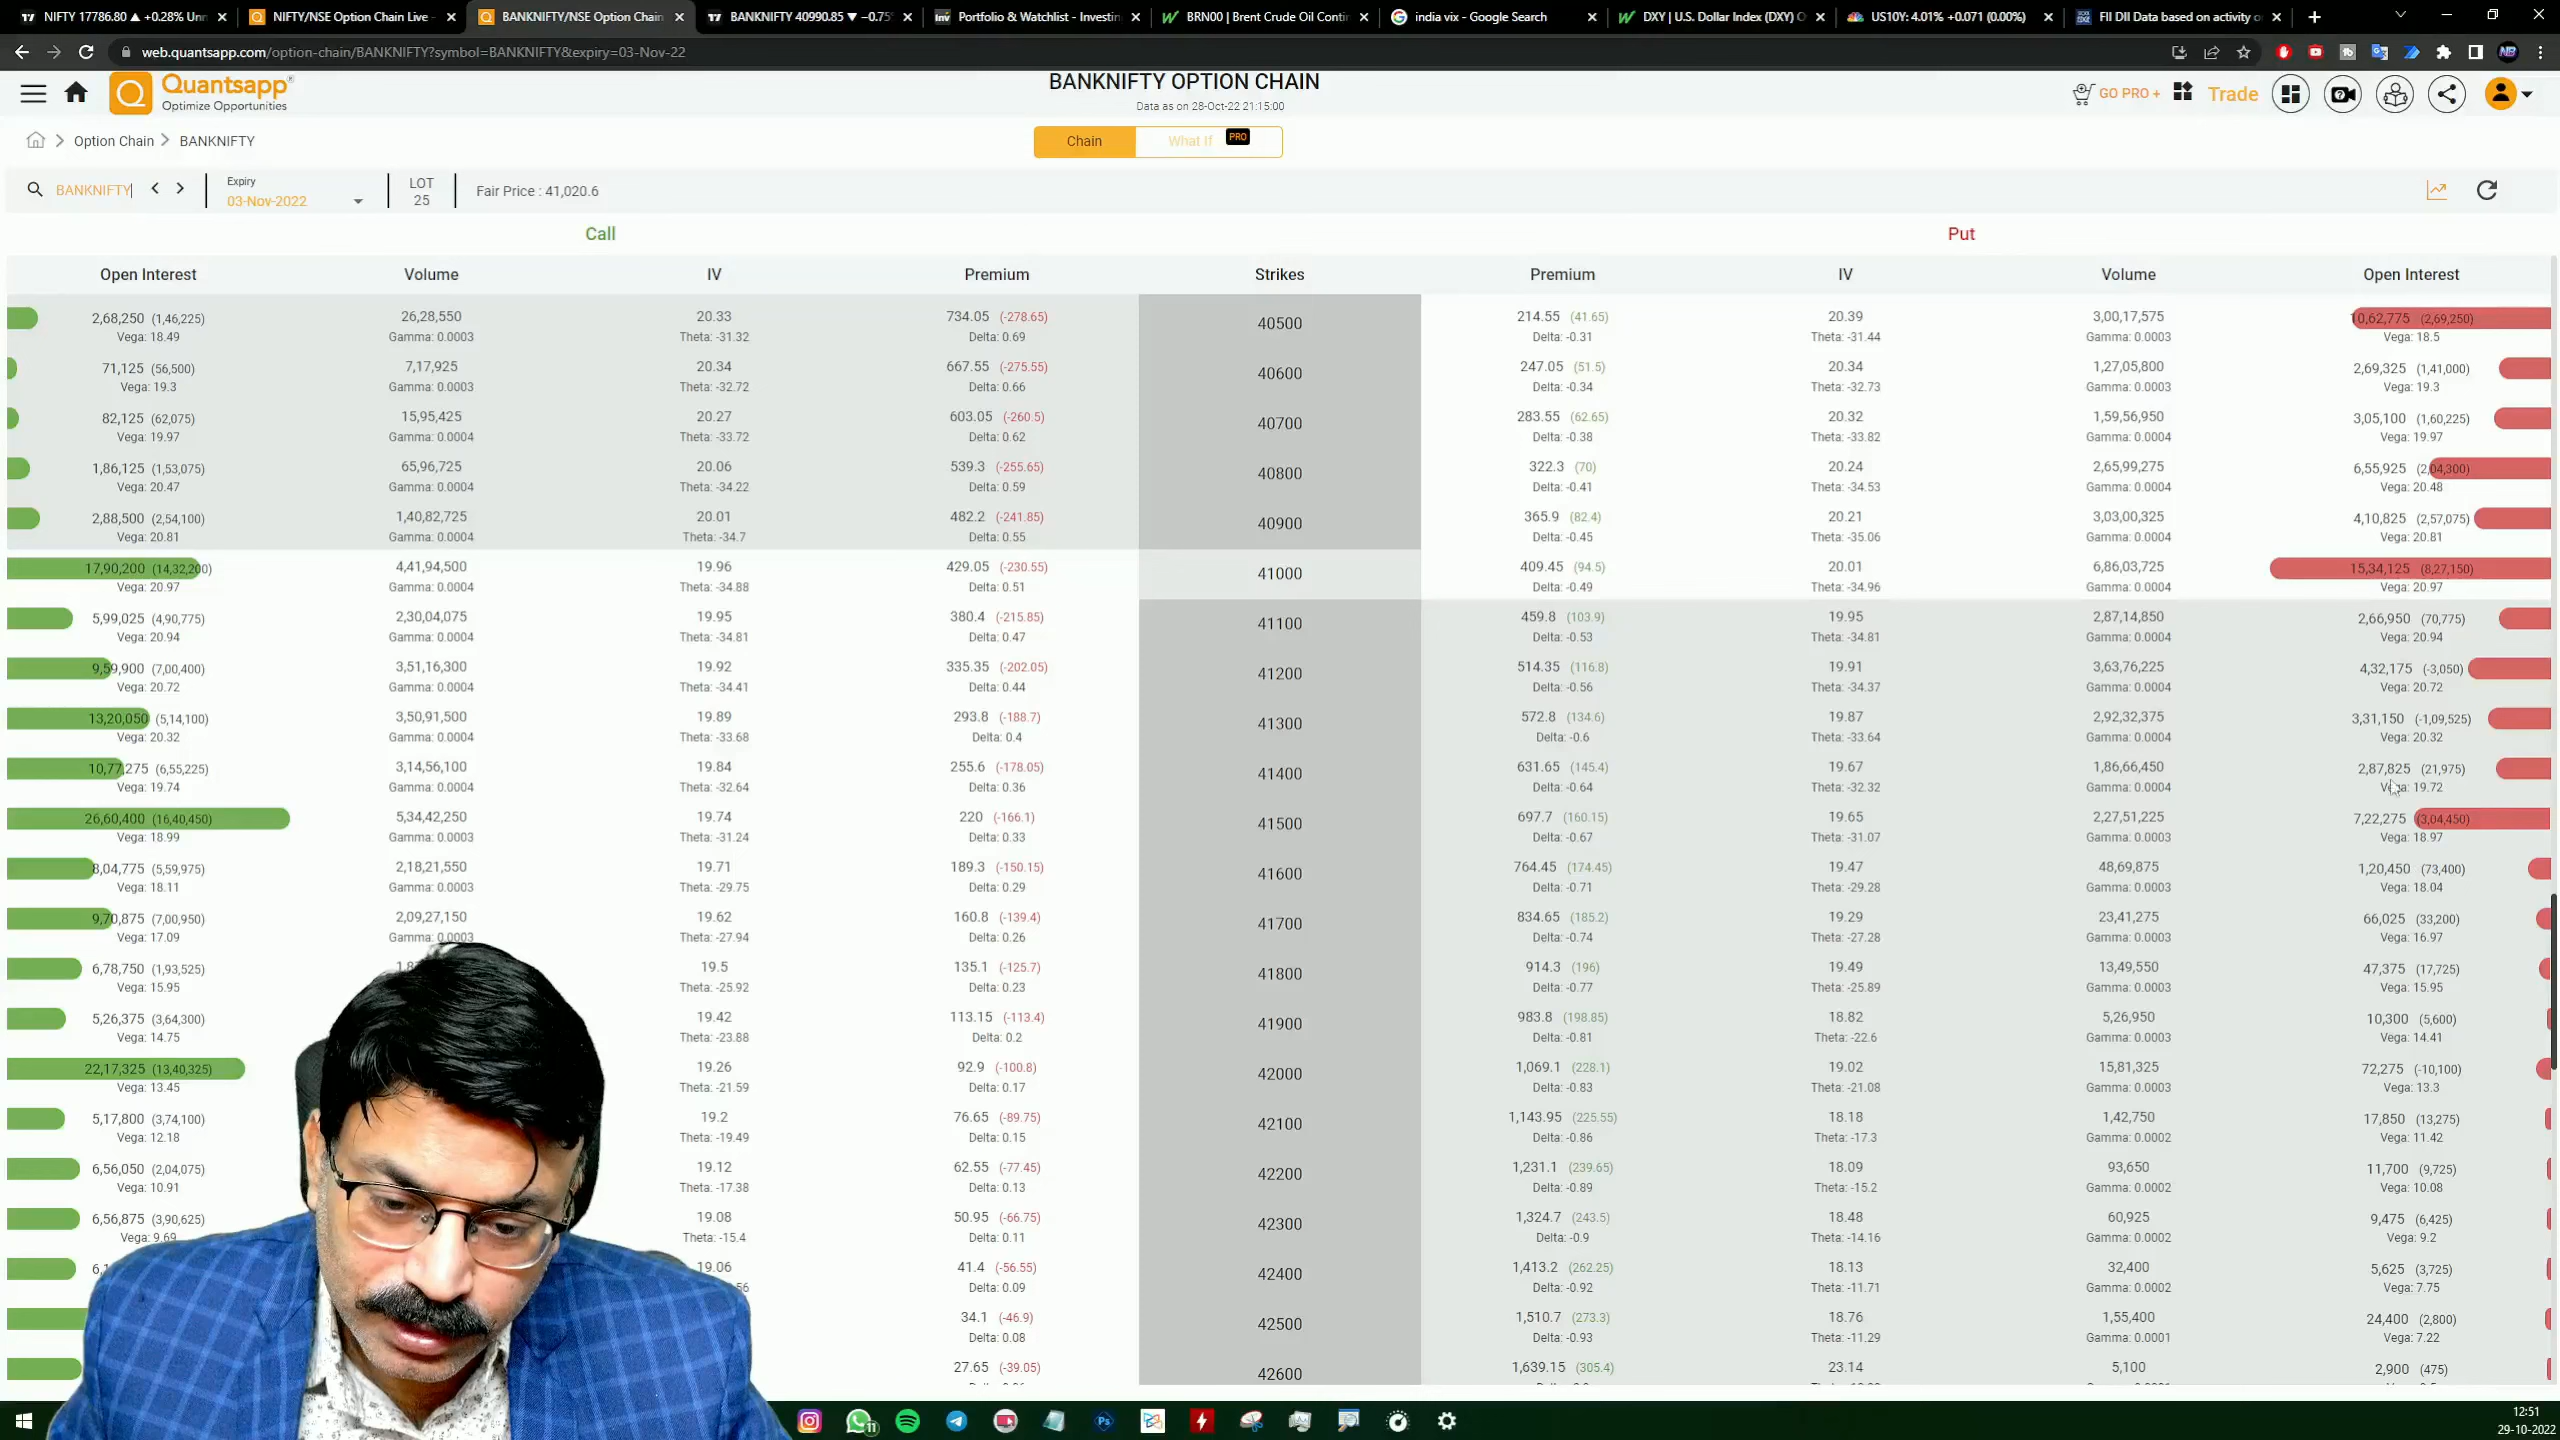 NIFTY 17786.80 ▲ +0.28% Unn
NIFTY/NSE Option Chain Live -
BANKNIFTY/NSE Option Chain
BANKNIFTY 40990.85 ▼ −0.75%
Portfolio & Watchlist - Investin
BRN00 | Brent Crude Oil Conti
india vix - Google Search
DXY | U.S. Dollar Index (DXY) O
US10Y: 4.01% +0.071 (0.00%)
FII DII Data based on activity o
web.quantsapp.com/option-chain/BANKNIFTY?symbol=BANKNIFTY&expiry=03-Nov-22
Quantsapp
Optimize Opportunities
BANKNIFTY OPTION CHAIN
Data as on 28-Oct-22 21:15:00
GO PRO +
Trade
Option Chain > BANKNIFTY
Chain What If PRO
BANKNIFTY
Expiry
03-Nov-2022
LOT
25
Fair Price : 41,020.6
Call Put
Open Interest Volume IV Premium Strikes Premium IV Volume Open Interest
2,68,250 (1,46,225) 26,28,550 20.33 734.05 (-278.65) 40500 214.55 (41.65) 20.39 3,00,17,575 10,62,775 (2,69,250)
Vega: 18.49 Gamma: 0.0003 Theta: -31.32 Delta: 0.69 Delta: -0.31 Theta: -31.44 Gamma: 0.0003 Vega: 18.5
71,125 (56,500) 7,17,925 20.34 667.55 (-275.55) 40600 247.05 (51.5) 20.34 1,27,05,800 2,69,325 (1,41,000)
Vega: 19.3 Gamma: 0.0003 Theta: -32.72 Delta: 0.66 Delta: -0.34 Theta: -32.73 Gamma: 0.0003 Vega: 19.3
82,125 (62,075) 15,95,425 20.27 603.05 (-260.5) 40700 283.55 (62.65) 20.32 1,59,56,950 3,05,100 (1,60,225)
Vega: 19.97 Gamma: 0.0004 Theta: -33.72 Delta: 0.62 Delta: -0.38 Theta: -33.82 Gamma: 0.0004 Vega: 19.97
1,86,125 (1,53,075) 65,96,725 20.06 539.3 (-255.65) 40800 322.3 (70) 20.24 2,65,99,275 6,55,925 (2,04,300)
Vega: 20.47 Gamma: 0.0004 Theta: -34.22 Delta: 0.59 Delta: -0.41 Theta: -34.53 Gamma: 0.0004 Vega: 20.48
2,88,500 (2,54,100) 1,40,82,725 20.01 482.2 (-241.85) 40900 365.9 (82.4) 20.21 3,03,00,325 4,10,825 (2,57,075)
Vega: 20.81 Gamma: 0.0004 Theta: -34.7 Delta: 0.55 Delta: -0.45 Theta: -35.06 Gamma: 0.0004 Vega: 20.81
17,90,200 (14,32,200) 4,41,94,500 19.96 429.05 (-230.55) 41000 409.45 (94.5) 20.01 6,86,03,725 15,34,125 (8,27,150)
Vega: 20.97 Gamma: 0.0004 Theta: -34.88 Delta: 0.51 Delta: -0.49 Theta: -34.96 Gamma: 0.0004 Vega: 20.97
5,99,025 (4,90,775) 2,30,04,075 19.95 380.4 (-215.85) 41100 459.8 (103.9) 19.95 2,87,14,850 2,66,950 (70,775)
Vega: 20.94 Gamma: 0.0004 Theta: -34.81 Delta: 0.47 Delta: -0.53 Theta: -34.81 Gamma: 0.0004 Vega: 20.94
9,59,900 (7,00,400) 3,51,16,300 19.92 335.35 (-202.05) 41200 514.35 (116.8) 19.91 3,63,76,225 4,32,175 (-3,050)
Vega: 20.72 Gamma: 0.0004 Theta: -34.41 Delta: 0.44 Delta: -0.56 Theta: -34.37 Gamma: 0.0004 Vega: 20.72
13,20,050 (5,14,100) 3,50,91,500 19.89 293.8 (-188.7) 41300 572.8 (134.6) 19.87 2,92,32,375 3,31,150 (-1,09,525)
Vega: 20.32 Gamma: 0.0004 Theta: -33.68 Delta: 0.4 Delta: -0.6 Theta: -33.64 Gamma: 0.0004 Vega: 20.32
10,77,275 (6,55,225) 3,14,56,100 19.84 255.6 (-178.05) 41400 631.65 (145.4) 19.67 1,86,66,450 2,87,825 (21,975)
Vega: 19.74 Gamma: 0.0004 Theta: -32.64 Delta: 0.36 Delta: -0.64 Theta: -32.32 Gamma: 0.0004 Vega: 19.72
26,60,400 (16,40,450) 5,34,42,250 19.74 220 (-166.1) 41500 697.7 (160.15) 19.65 2,27,51,225 7,22,275 (3,04,450)
Vega: 18.99 Gamma: 0.0003 Theta: -31.24 Delta: 0.33 Delta: -0.67 Theta: -31.07 Gamma: 0.0003 Vega: 18.97
8,04,775 (5,59,975) 2,18,21,550 19.71 189.3 (-150.15) 41600 764.45 (174.45) 19.47 48,69,875 1,20,450 (73,400)
Vega: 18.11 Gamma: 0.0003 Theta: -29.75 Delta: 0.29 Delta: -0.71 Theta: -29.28 Gamma: 0.0003 Vega: 18.04
9,70,875 (7,00,950) 2,09,27,150 19.62 160.8 (-139.4) 41700 834.65 (185.2) 19.29 23,41,275 66,025 (33,200)
Vega: 17.09 Gamma: 0.0003 Theta: -27.94 Delta: 0.26 Delta: -0.74 Theta: -27.28 Gamma: 0.0003 Vega: 16.97
6,78,750 (1,93,525) 19.5 135.1 (-125.7) 41800 914.3 (196) 19.49 13,49,550 47,375 (17,725)
Vega: 15.95 Theta: -25.92 Delta: 0.23 Delta: -0.77 Theta: -25.89 Gamma: 0.0003 Vega: 15.95
5,26,375 (3,64,300) 19.42 113.15 (-113.4) 41900 983.8 (198.85) 18.82 5,26,950 10,300 (5,600)
Vega: 14.75 Theta: -23.88 Delta: 0.2 Delta: -0.81 Theta: -22.6 Gamma: 0.0003 Vega: 14.41
22,17,325 (13,40,325) 19.26 92.9 (-100.8) 42000 1,069.1 (228.1) 19.02 15,81,325 72,275 (-10,100)
Vega: 13.45 Theta: -21.59 Delta: 0.17 Delta: -0.83 Theta: -21.08 Gamma: 0.0003 Vega: 13.3
5,17,800 (3,74,100) 19.2 76.65 (-89.75) 42100 1,143.95 (225.55) 18.18 1,42,750 17,850 (13,275)
Vega: 12.18 Theta: -19.49 Delta: 0.15 Delta: -0.86 Theta: -17.3 Gamma: 0.0002 Vega: 11.42
6,56,050 (2,04,075) 19.12 62.55 (-77.45) 42200 1,231.1 (239.65) 18.09 93,650 11,700 (9,725)
Vega: 10.91 Theta: -17.38 Delta: 0.13 Delta: -0.89 Theta: -15.2 Gamma: 0.0002 Vega: 10.08
6,56,875 (3,90,625) 19.08 50.95 (-66.75) 42300 1,324.7 (243.5) 18.48 60,925 9,475 (6,425)
Vega: 9.69 Theta: -15.4 Delta: 0.11 Delta: -0.9 Theta: -14.16 Gamma: 0.0002 Vega: 9.2
19.06 41.4 (-56.55) 42400 1,413.2 (262.25) 18.13 32,400 5,625 (3,725)
Delta: 0.09 Delta: -0.92 Theta: -11.71 Gamma: 0.0002 Vega: 7.75
34.1 (-46.9) 42500 1,510.7 (273.3) 18.76 1,55,400 24,400 (2,800)
Delta: 0.08 Delta: -0.93 Theta: -11.29 Gamma: 0.0001 Vega: 7.22
27.65 (-39.05) 42600 1,639.15 (305.4) 23.14 5,100 2,900 (475)
12:51
29-10-2022